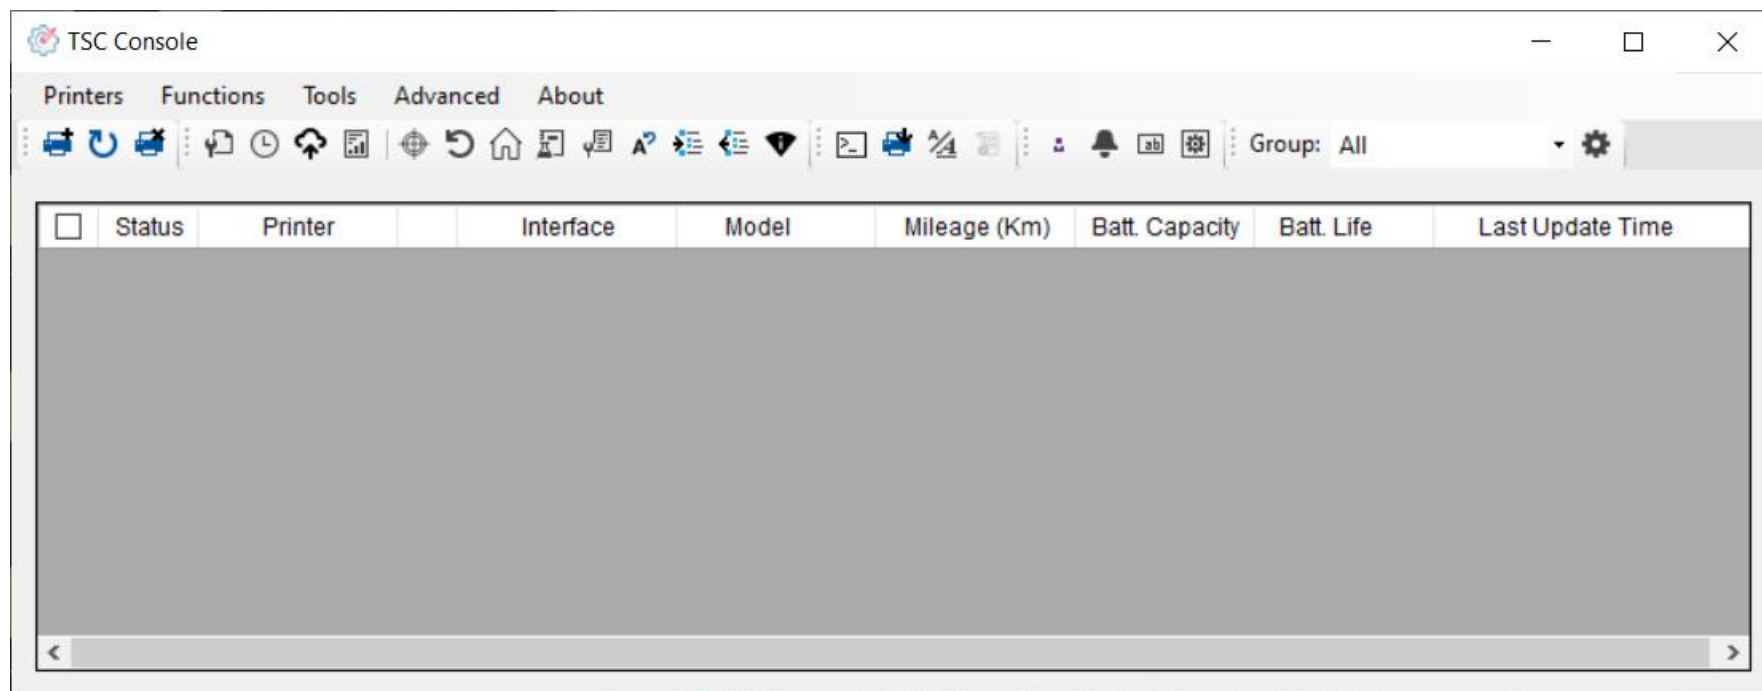 TSC Console
Printers Functions Tools Advanced About
Group: All
Status Printer Interface Model Mileage (Km) Batt. Capacity Batt. Life Last Update Time